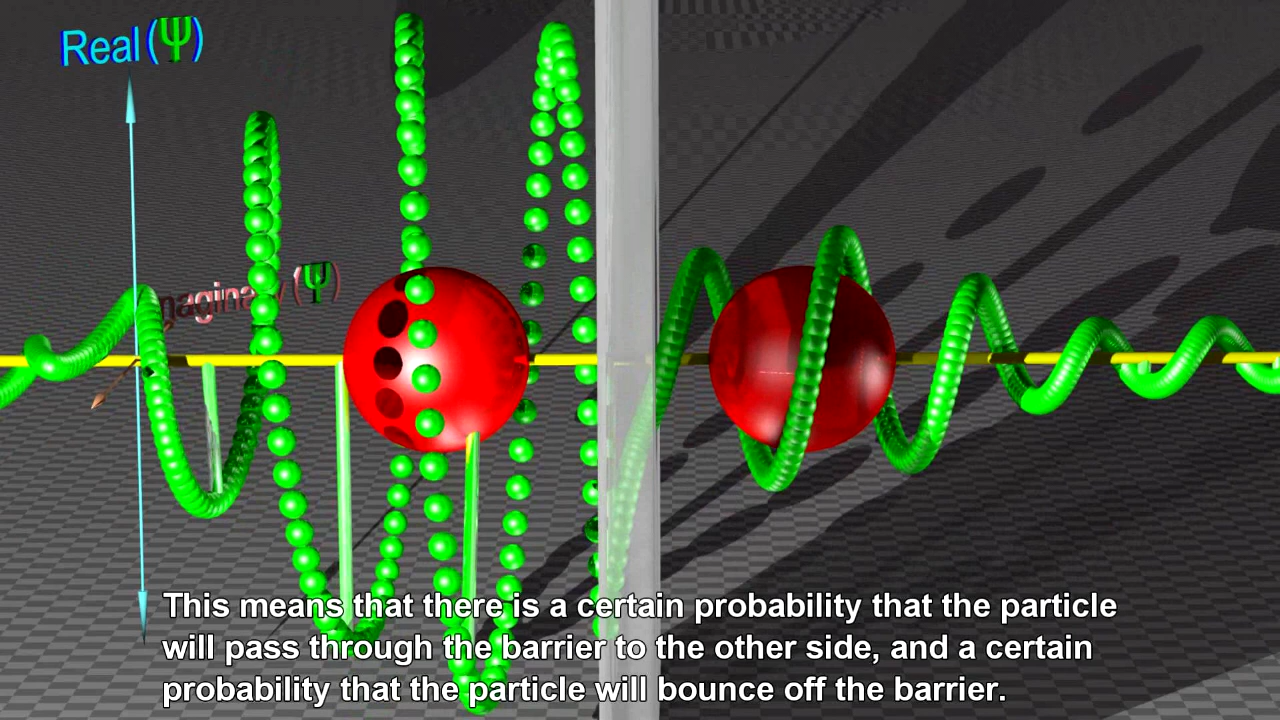 Real(Ψ)
Imaginary(Ψ)
This means that there is a certain probability that the particle
will pass through the barrier to the other side, and a certain
probability that the particle will bounce off the barrier.